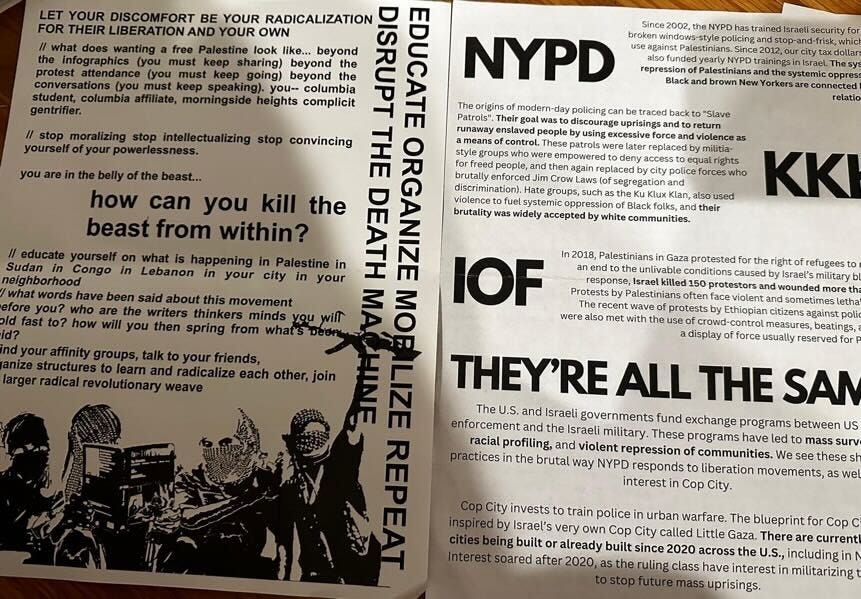 LET YOUR DISCOMFORT BE YOUR RADICALIZATION
FOR THEIR LIBERATION AND YOUR OWN
// what does wanting a free Palestine look like... beyond
the infographics (you must keep sharing) beyond the
protest attendance (you must keep going) beyond the
conversations (you must keep speaking). you-- columbia
student, columbia affiliate, morningside heights complicit
gentrifier.
// stop moralizing stop intellectualizing stop convincing
yourself of your powerlessness.
you are in the belly of the beast...
how can you kill the
beast from within?
// educate yourself on what is happening in Palestine in
Sudan in Congo in Lebanon in your city in your
neighborhood
// what words have been said about this movement
before you? who are the writers thinkers minds you will
old fast to? how will you then spring from what's been
id?
ind your affinity groups, talk to your friends,
ganize structures to learn and radicalize each other, join
larger radical revolutionary weave
EDUCATE ORGANIZE MOBILIZE REPEAT
DISRUPT THE DEATH MACHINE
NYPD
Since 2002, the NYPD has trained Israeli security for
broken windows-style policing and stop-and-frisk, which
use against Palestinians. Since 2012, our city tax dollars
also funded yearly NYPD trainings in Israel. The sys
repression of Palestinians and the systemic oppres
Black and brown New Yorkers are connected
relatio
The origins of modern-day policing can be traced back to "Slave
Patrols". Their goal was to discourage uprisings and to return
runaway enslaved people by using excessive force and violence as
a means of control. These patrols were later replaced by militia-
style groups who were empowered to deny access to equal rights
for freed people, and then again replaced by city police forces who
brutally enforced Jim Crow Laws (of segregation and
discrimination). Hate groups, such as the Ku Klux Klan, also used
violence to fuel systemic oppression of Black folks, and their
brutality was widely accepted by white communities.
KKK
IOF
In 2018, Palestinians in Gaza protested for the right of refugees to
an end to the unlivable conditions caused by Israel's military bl
response, Israel killed 150 protestors and wounded more tha
Protests by Palestinians often face violent and sometimes letha
The recent wave of protests by Ethiopian citizens against polic
were also met with the use of crowd-control measures, beatings, a
a display of force usually reserved for P
THEY'RE ALL THE SAM
The U.S. and Israeli governments fund exchange programs between US
enforcement and the Israeli military. These programs have led to mass surv
racial profiling, and violent repression of communities. We see these sh
practices in the brutal way NYPD responds to liberation movements, as wel
interest in Cop City.
Cop City invests to train police in urban warfare. The blueprint for Cop C
inspired by Israel's very own Cop City called Little Gaza. There are current
cities being built or already built since 2020 across the U.S., including in N
Interest soared after 2020, as the ruling class have interest in militarizing t
to stop future mass uprisings.